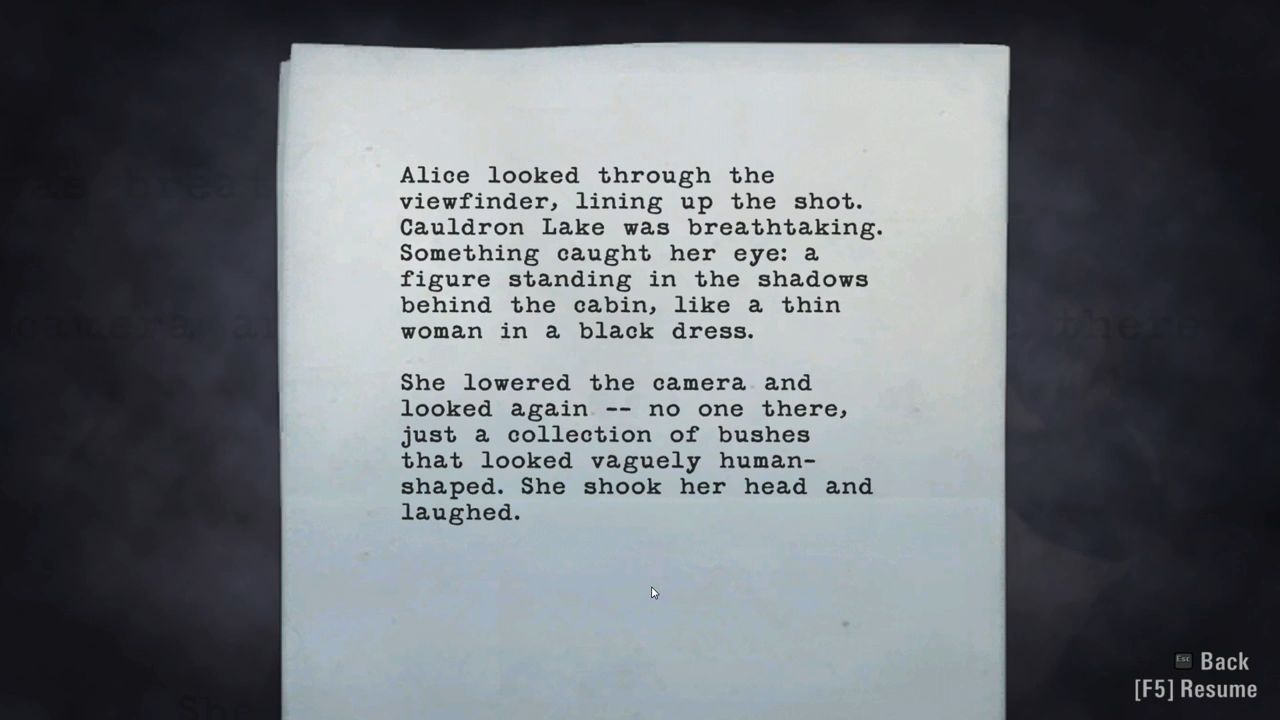 Alice looked through the
viewfinder, lining up the shot.
Cauldron Lake was breathtaking.
Something caught her eye: a
figure standing in the shadows
behind the cabin, like a thin
woman in a black dress.
She lowered the camera and
looked again -- no one there,
just a collection of bushes
that looked vaguely human-
shaped. She shook her head and
laughed.
Esc Back
[F5] Resume